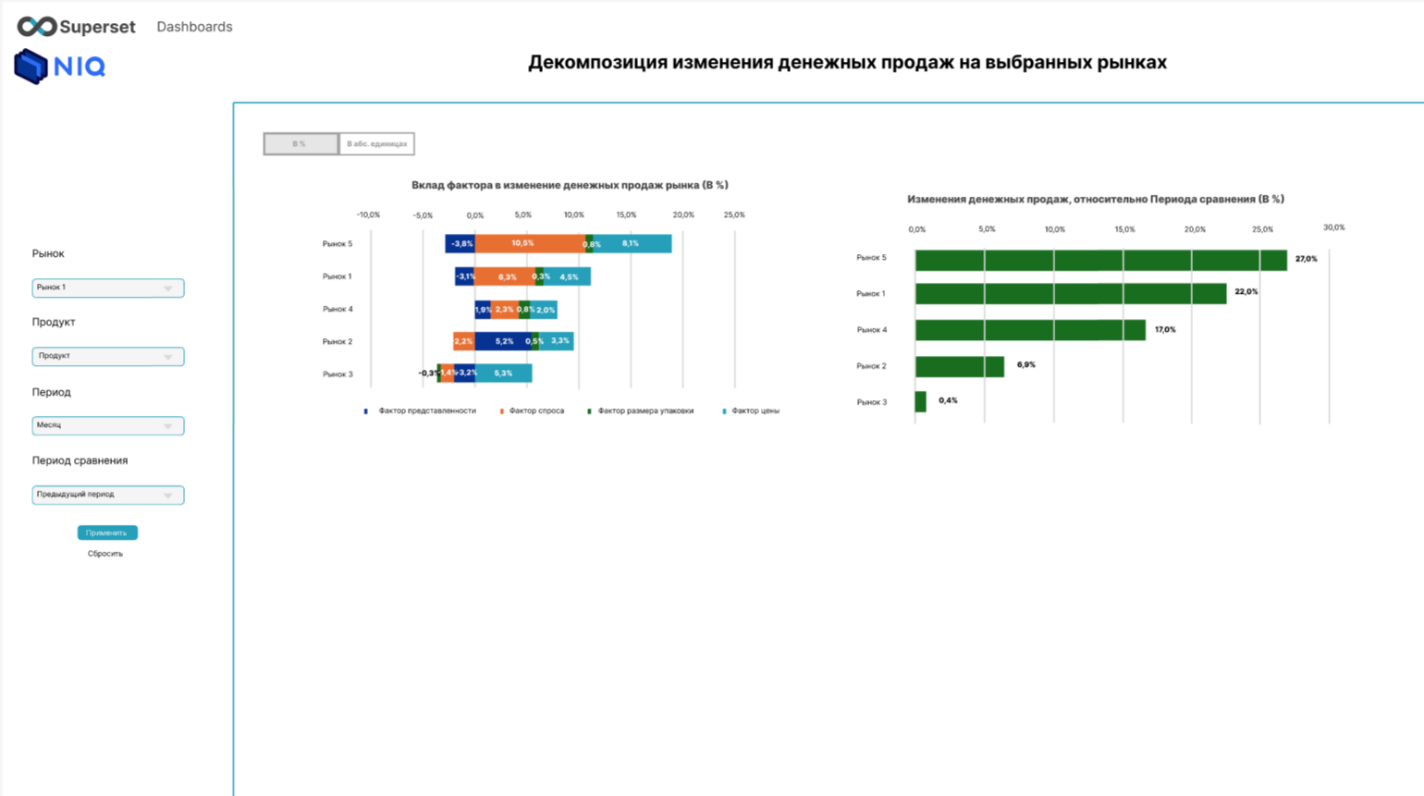 Superset Dashboards
NIQ
Декомпозиция изменения денежных продаж на выбранных рынках
В %
В абс. единицах
Рынок
Рынок 1
Продукт
Продукт
Период
Месяц
Период сравнения
Предыдущий период
Применить
Сбросить
Вклад фактора в изменение денежных продаж рынка (В %)
-10,0% -5,0% 0,0% 5,0% 10,0% 15,0% 20,0% 25,0%
Рынок 5 -3,8% 10,5% 0,8% 8,1%
Рынок 1 -3,1% 6,3% 0,3% 4,5%
Рынок 4 1,9% 2,3% 0,8% 2,0%
Рынок 2 -2,2% 5,2% 0,5% 3,3%
Рынок 3 -0,3% -1,4% -3,2% 5,3%
Фактор представленности Фактор спроса Фактор размера упаковки Фактор цены
Изменения денежных продаж, относительно Периода сравнения (В %)
0,0% 5,0% 10,0% 15,0% 20,0% 25,0% 30,0%
Рынок 5 27,0%
Рынок 1 22,0%
Рынок 4 17,0%
Рынок 2 6,9%
Рынок 3 0,4%